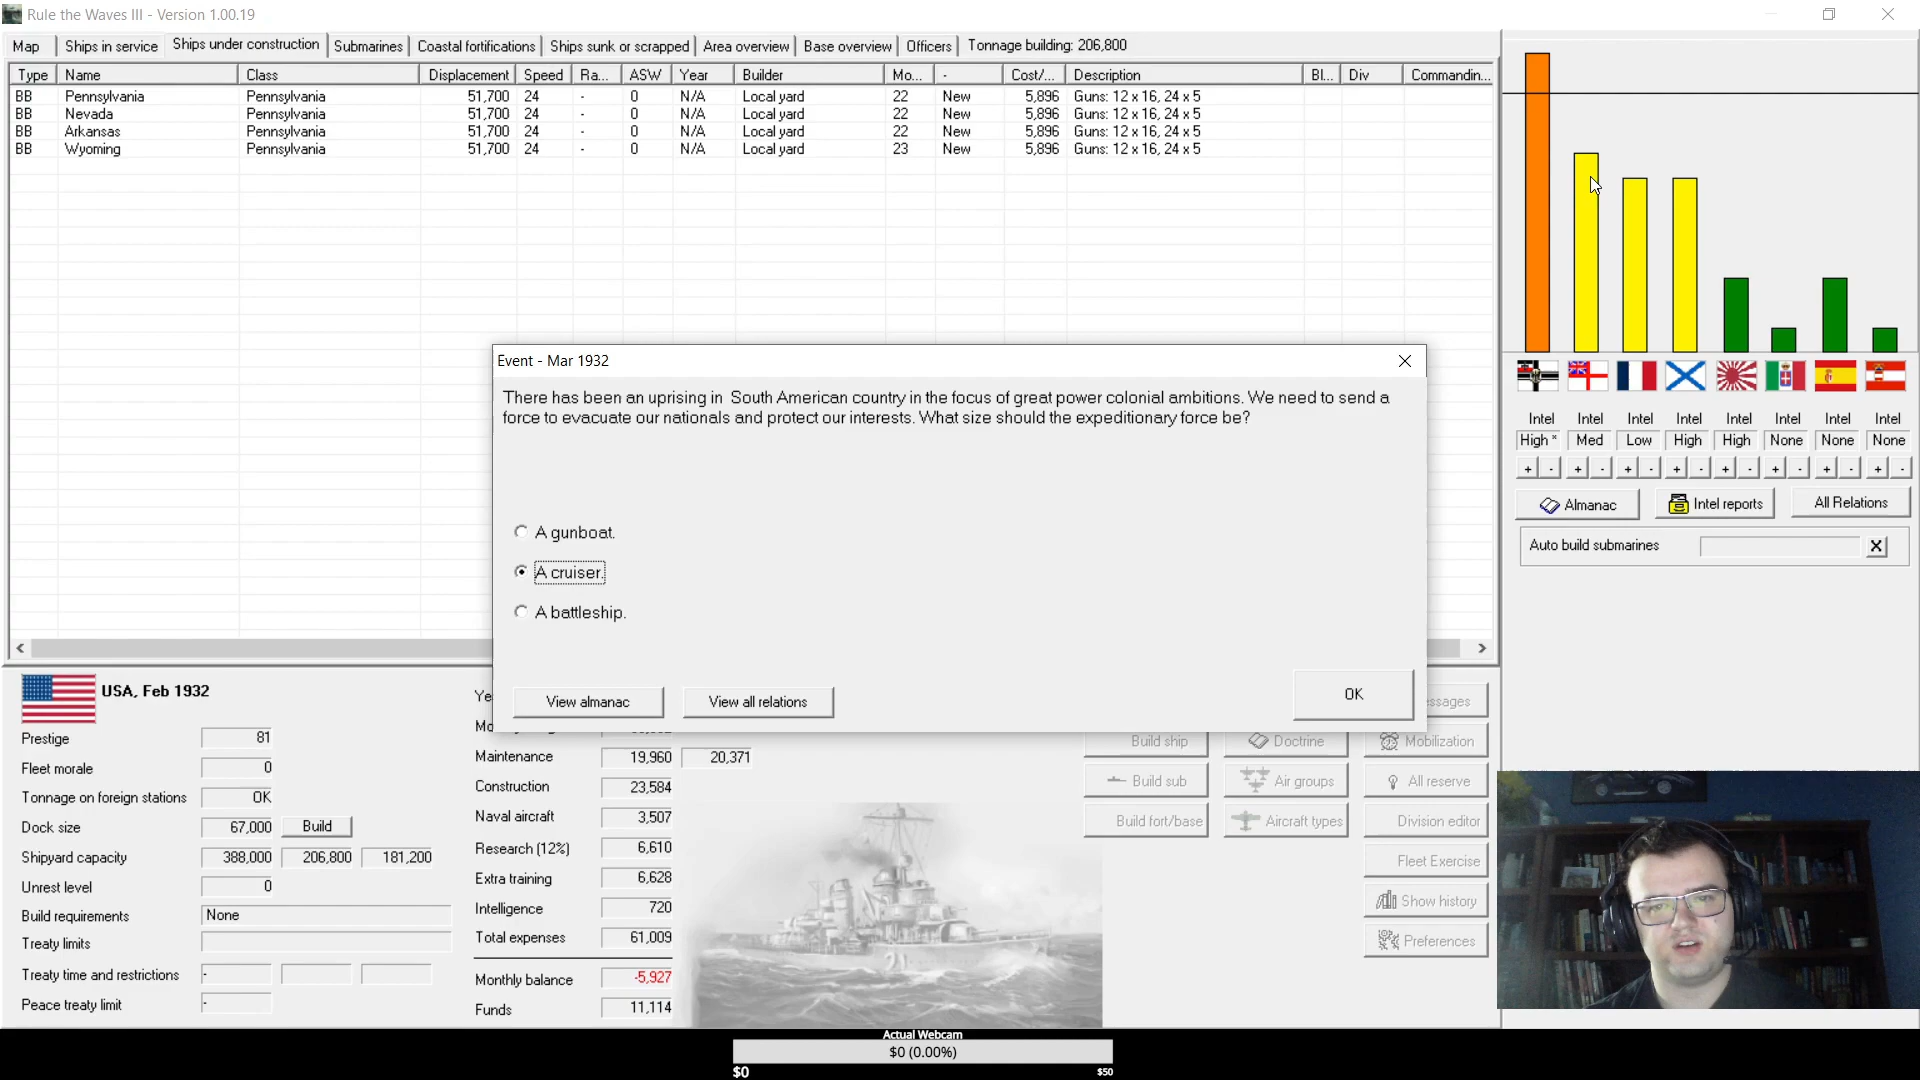 Rule the Waves III - Version 1.00.19
Map Ships in service Ships under construction Submarines Coastal fortifications Ships sunk or scrapped Area overview Base overview Officers Tonnage building: 206,800
Type Name Class Displacement Speed Ra... ASW Year Builder Mo... - Cost/... Description Bl... Div Commandin...
BB Pennsylvania Pennsylvania 51,700 24 - 0 N/A Local yard 22 New 5,896 Guns: 12 x 16, 24 x 5
BB Nevada Pennsylvania 51,700 24 - 0 N/A Local yard 22 New 5,896 Guns: 12 x 16, 24 x 5
BB Arkansas Pennsylvania 51,700 24 - 0 N/A Local yard 22 New 5,896 Guns: 12 x 16, 24 x 5
BB Wyoming Pennsylvania 51,700 24 - 0 N/A Local yard 23 New 5,896 Guns: 12 x 16, 24 x 5
Event - Mar 1932
There has been an uprising in South American country in the focus of great power colonial ambitions. We need to send a
force to evacuate our nationals and protect our interests. What size should the expeditionary force be?
A gunboat.
A cruiser.
A battleship.
View almanac View all relations OK
Intel Intel Intel Intel Intel Intel Intel Intel
High * Med Low High High None None None
+ - + - + - + - + - + - + - + -
Almanac Intel reports All Relations
Auto build submarines X
USA, Feb 1932
Prestige 81
Fleet morale 0
Tonnage on foreign stations OK
Dock size 67,000 Build
Shipyard capacity 388,000 206,800 181,200
Unrest level 0
Build requirements None
Treaty limits
Treaty time and restrictions -
Peace treaty limit -
Ye
Mo
Maintenance 19,960 20,371
Construction 23,584
Naval aircraft 3,507
Research (12%) 6,610
Extra training 6,628
Intelligence 720
Total expenses 61,009
Monthly balance -5,927
Funds 11,114
ssages
Build ship Doctrine Mobilization
Build sub Air groups All reserve
Build fort/base Aircraft types Division editor
Fleet Exercise
Show history
Preferences
21
Actual Webcam
$0 (0.00%)
$0 $50